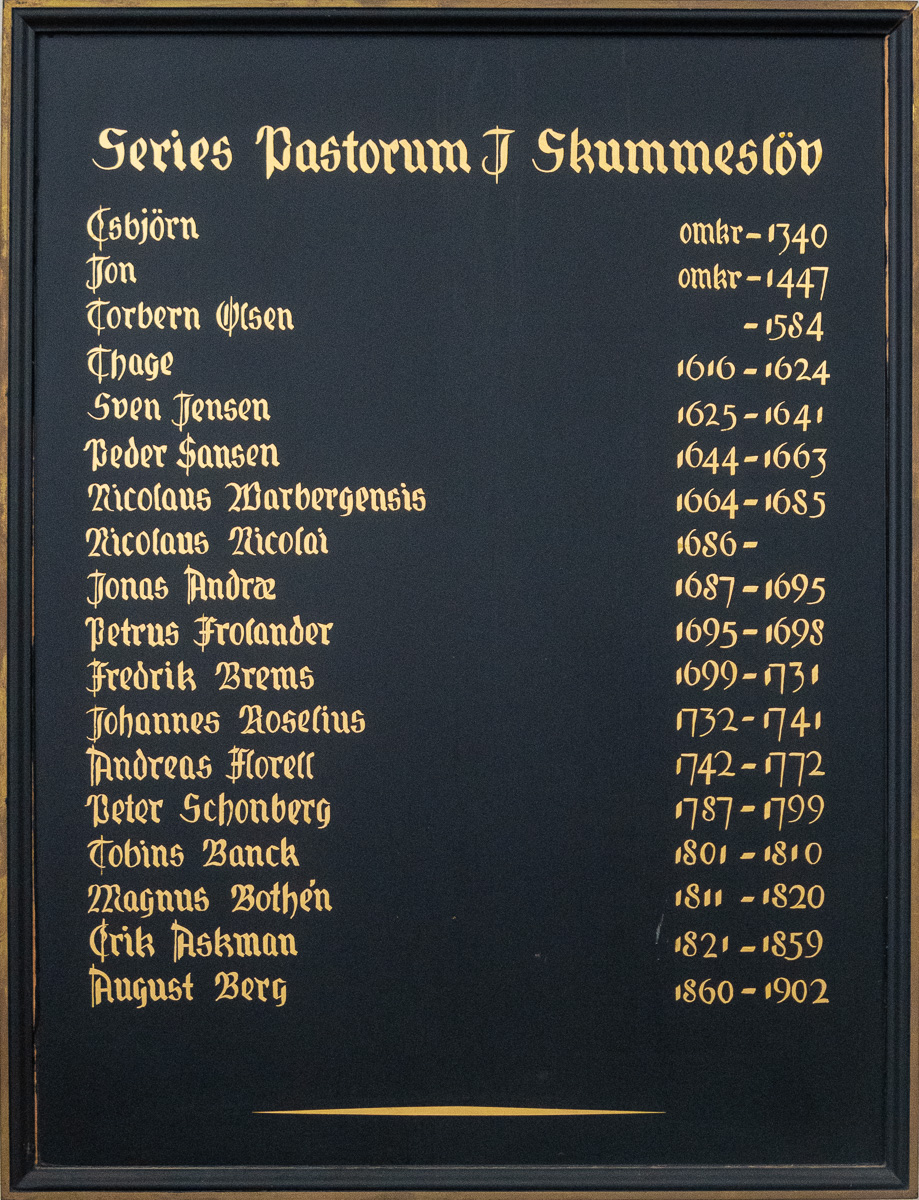 Series Pastorum I Skummeslöv
Esbjörn omkr-1340
Jon omkr-1447
Torbern Olsen -1584
Thage 1616-1624
Sven Jensen 1625-1641
Peder Hansen 1644-1663
Nicolaus Warbergensis 1664-1685
Nicolaus Nicolai 1686-
Jonas Andræ 1687-1695
Petrus Frolander 1695-1698
Fredrik Brems 1699-1731
Johannes Roselius 1732-1741
Andreas Florell 1742-1772
Peter Schonberg 1787-1799
Tobins Banck 1801-1810
Magnus Bothén 1811-1820
Erik Askman 1821-1859
August Berg 1860-1902